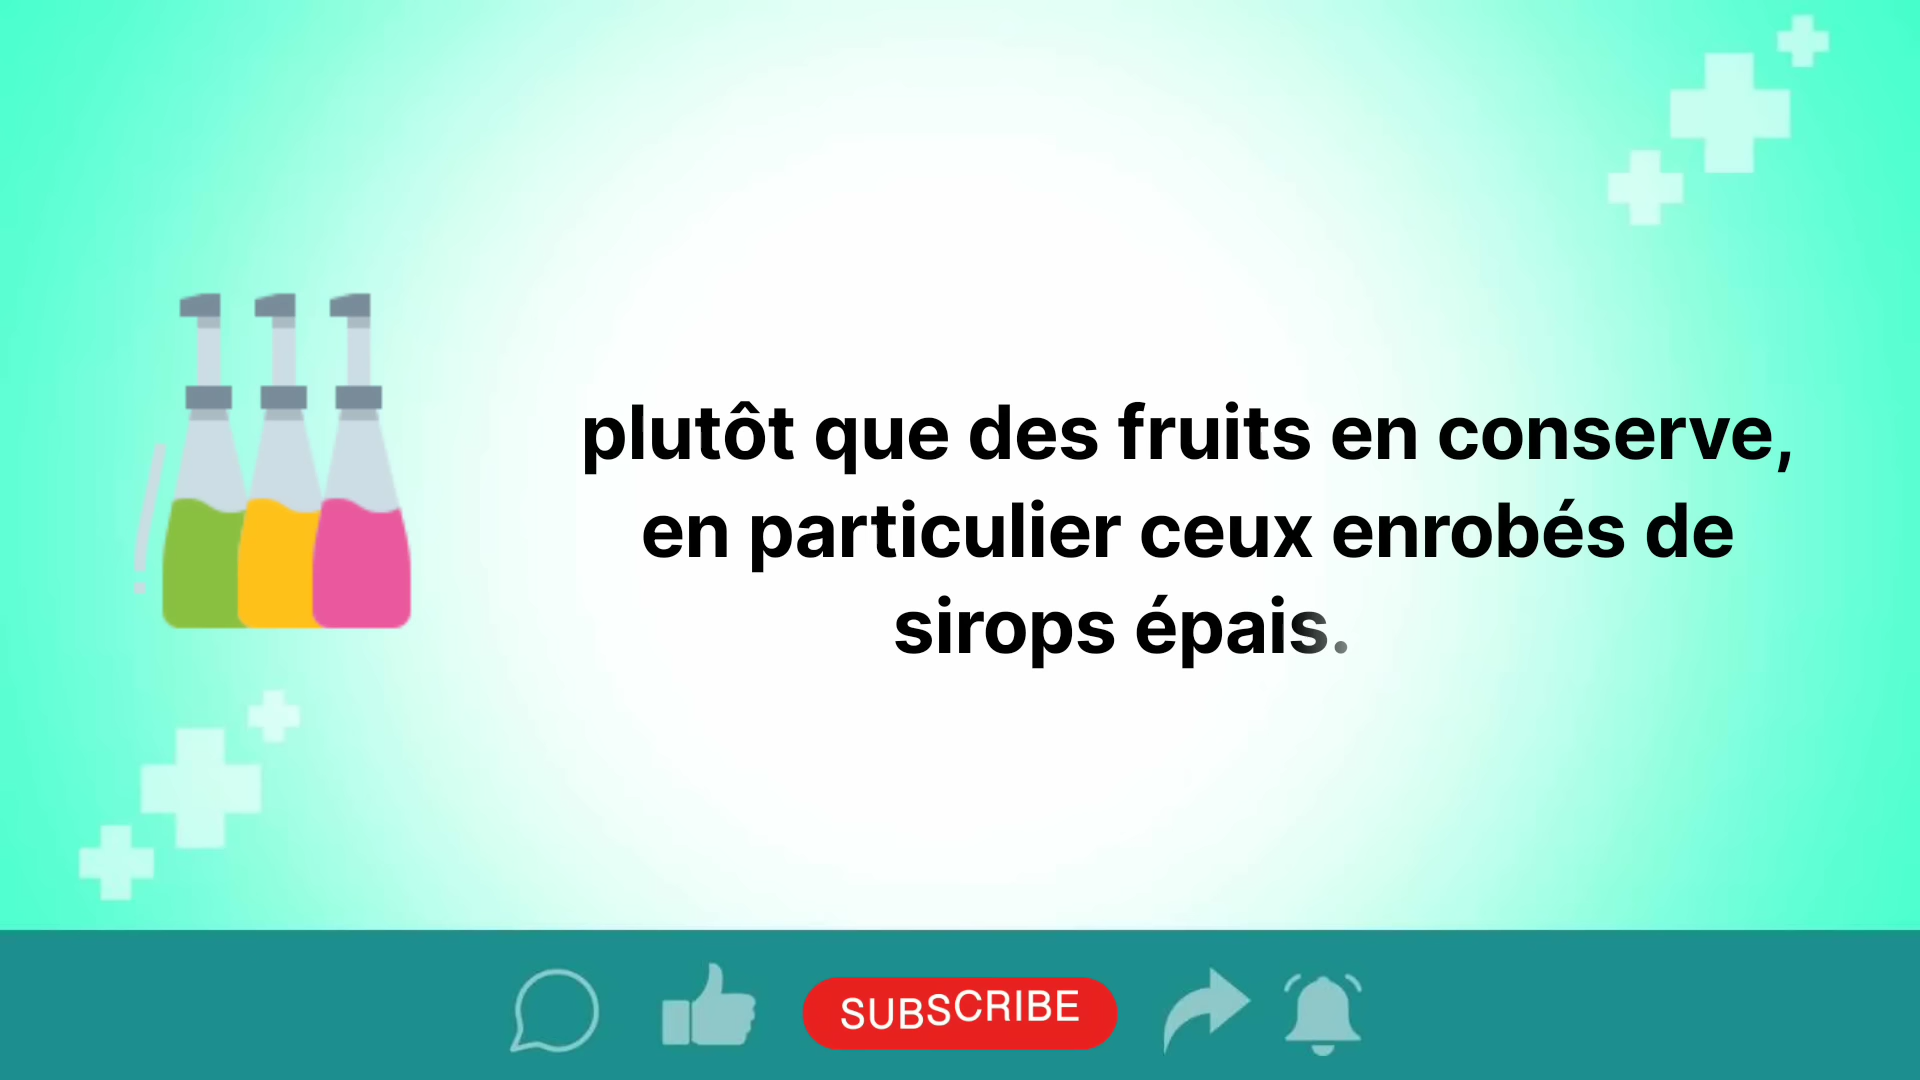 plutôt que des fruits en conserve,
en particulier ceux enrobés de
sirops épais.
SUBSCRIBE